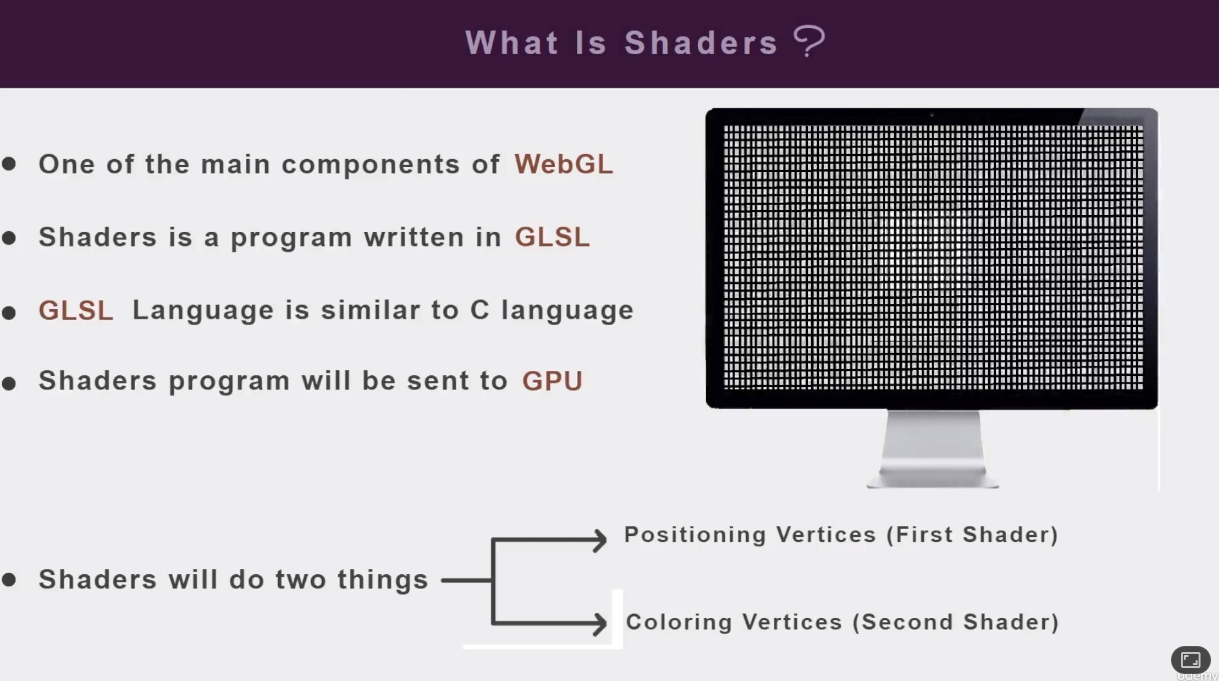 What Is Shaders ?
One of the main components of WebGL
Shaders is a program written in GLSL
GLSL Language is similar to C language
Shaders program will be sent to GPU
Shaders will do two things
Positioning Vertices (First Shader)
Coloring Vertices (Second Shader)
udemy